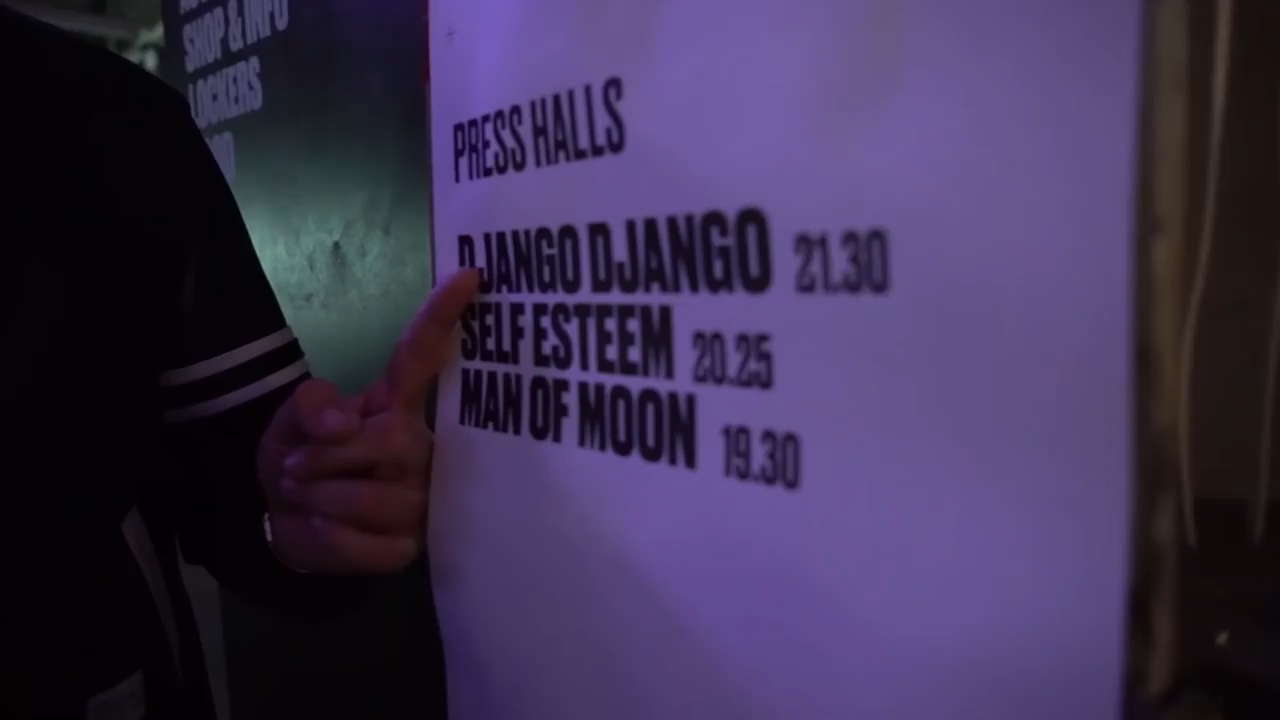 SHOP & INFO
LOCKERS
PRESS HALLS
DJANGO DJANGO 21.30
SELF ESTEEM 20.25
MAN OF MOON 19.30